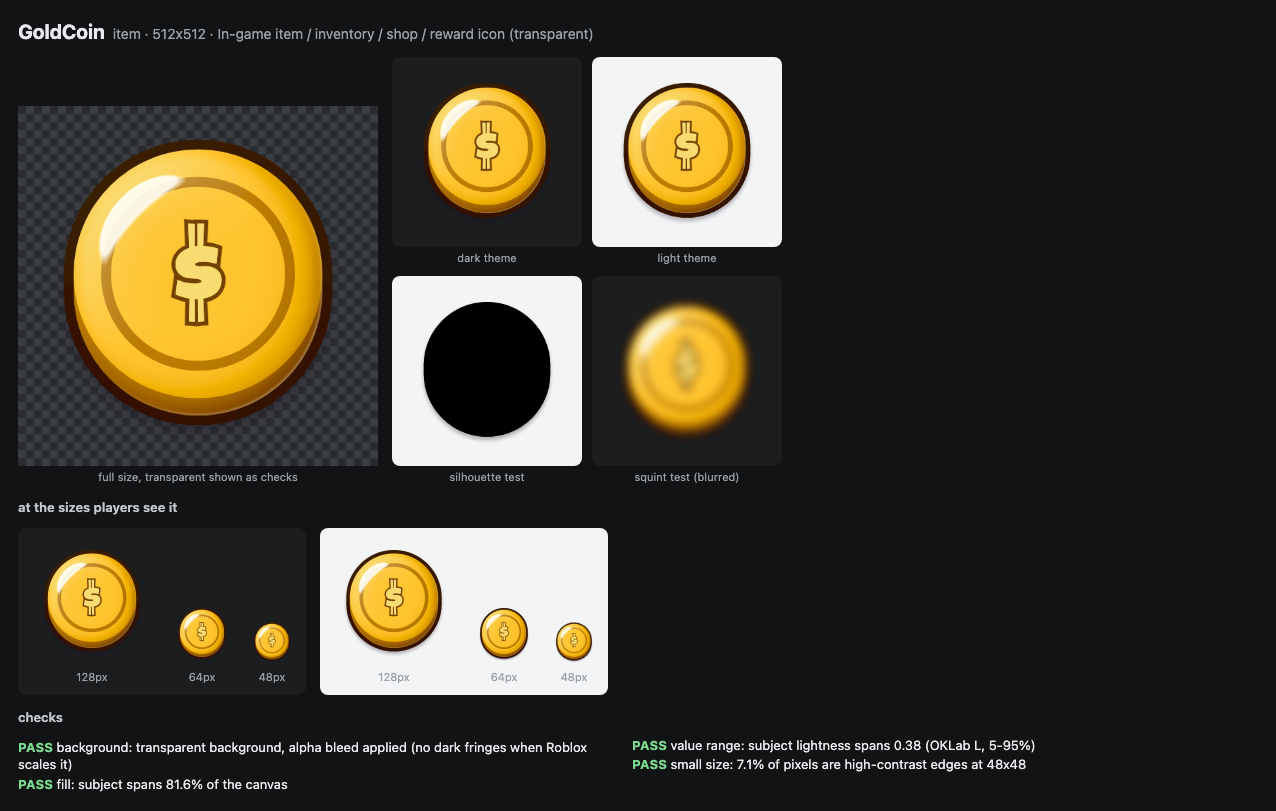 GoldCoin item · 512x512 · In-game item / inventory / shop / reward icon (transparent)
$
$
$
full size, transparent shown as checks
dark theme
light theme
silhouette test
squint test (blurred)
at the sizes players see it
$
$
$
$
$
$
128px
64px
48px
128px
64px
48px
checks
PASS background: transparent background, alpha bleed applied (no dark fringes when Roblox
scales it)
PASS fill: subject spans 81.6% of the canvas
PASS value range: subject lightness spans 0.38 (OKLab L, 5-95%)
PASS small size: 7.1% of pixels are high-contrast edges at 48x48